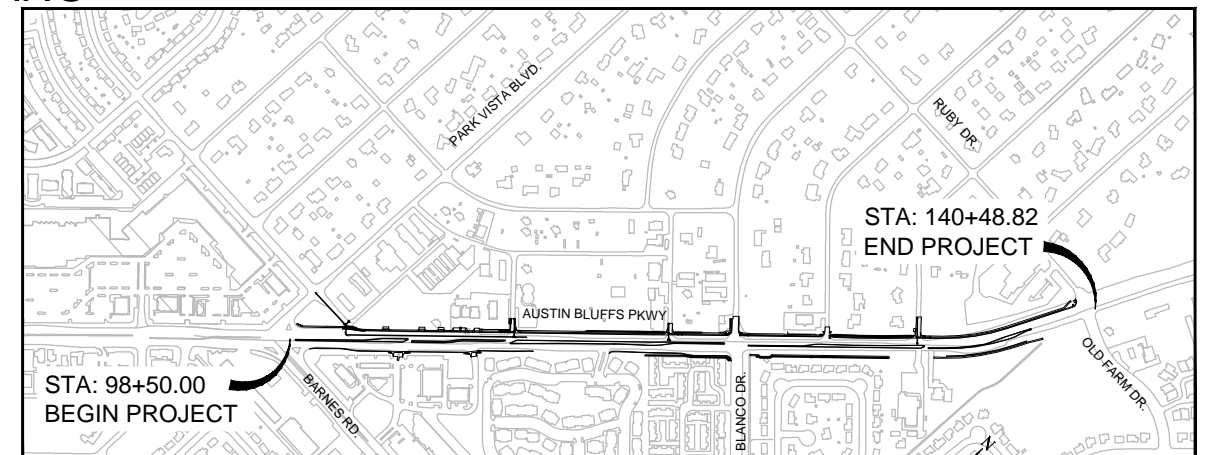 PARK VISTA BLVD.
RUBY DR.
STA: 140+48.82
END PROJECT
AUSTIN BLUFFS PKWY
STA: 98+50.00
BEGIN PROJECT
BARNES RD.
BLANCO DR.
OLD FARM DR.
N